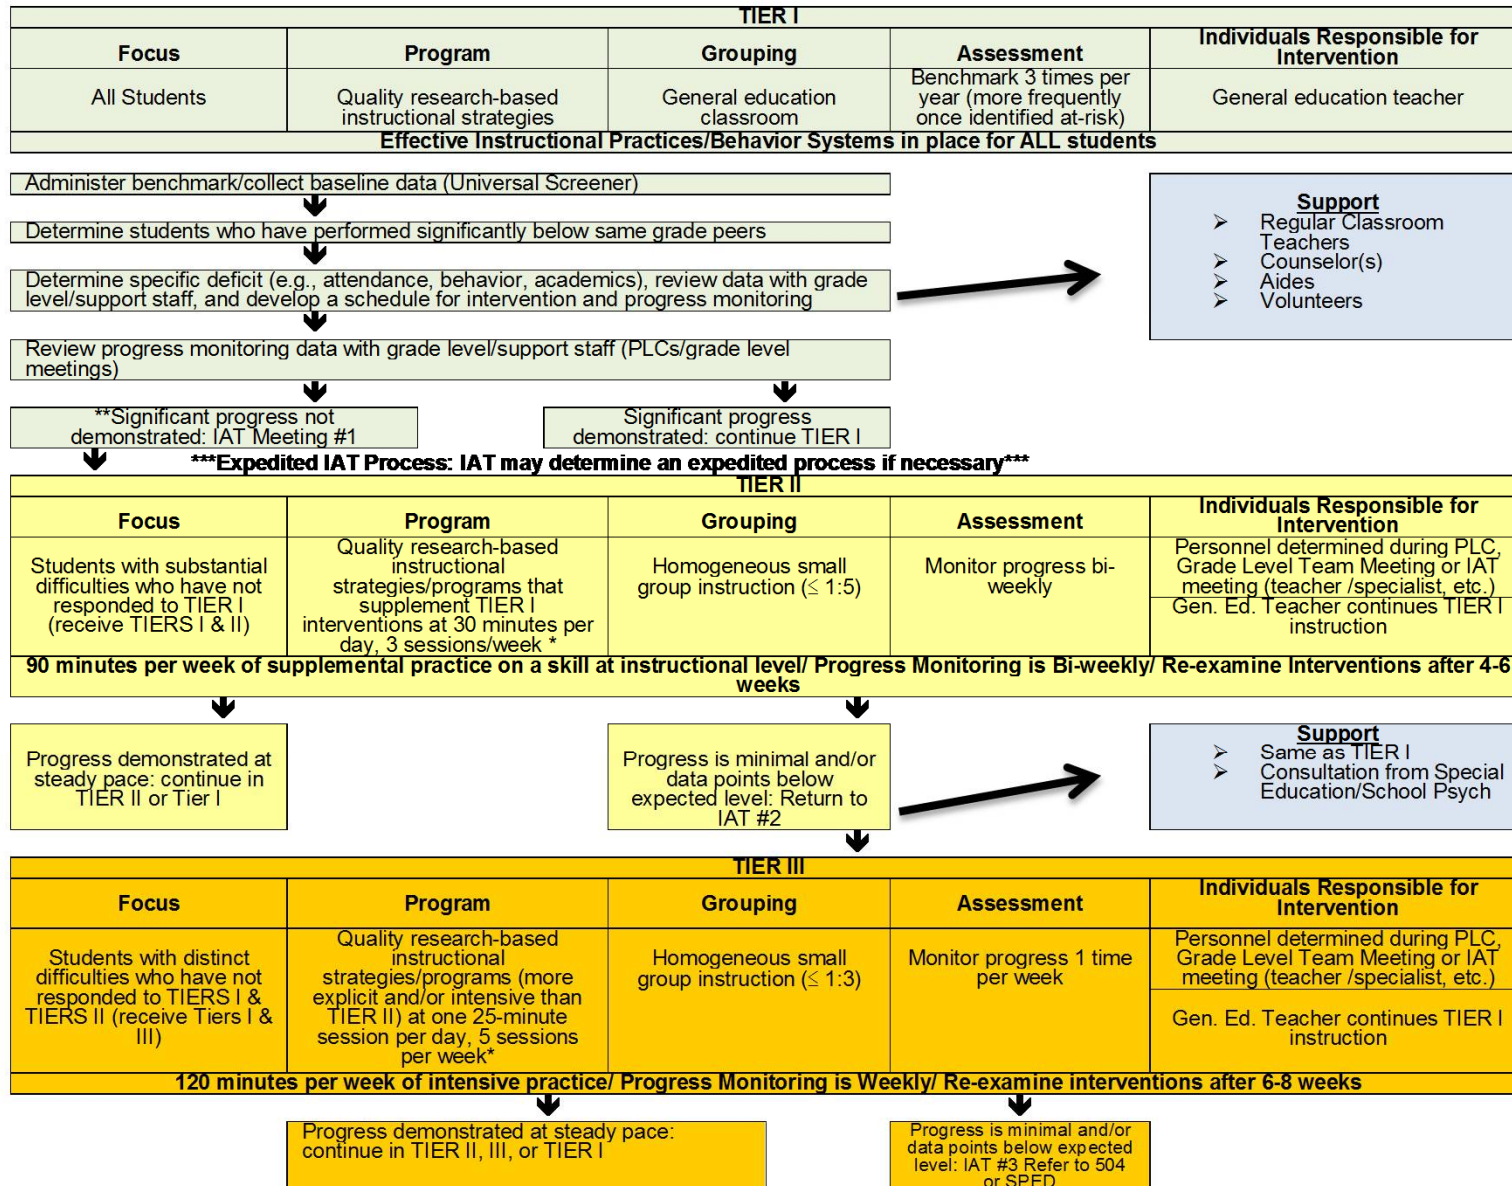 TIER I
Focus
Program
Grouping
Assessment
Individuals Responsible for
Intervention
All Students
Quality research-based
instructional strategies
General education
classroom
Benchmark 3 times per
year (more frequently
once identified at-risk)
General education teacher
Effective Instructional Practices/Behavior Systems in place for ALL students
Administer benchmark/collect baseline data (Universal Screener)
Determine students who have performed significantly below same grade peers
Determine specific deficit (e.g., attendance, behavior, academics), review data with grade
level/support staff, and develop a schedule for intervention and progress monitoring
Support
➢ Regular Classroom
Teachers
➢ Counselor(s)
➢ Aides
➢ Volunteers
Review progress monitoring data with grade level/support staff (PLCs/grade level
meetings)
**Significant progress not
demonstrated: IAT Meeting #1
Significant progress
demonstrated: continue TIER I
***Expedited IAT Process: IAT may determine an expedited process if necessary***
TIER II
Focus
Program
Grouping
Assessment
Individuals Responsible for
Intervention
Students with substantial
difficulties who have not
responded to TIER I
(receive TIERS I & II)
Quality research-based
instructional
strategies/programs that
supplement TIER I
interventions at 30 minutes per
day, 3 sessions/week *
Homogeneous small
group instruction (≤ 1:5)
Monitor progress bi-
weekly
Personnel determined during PLC,
Grade Level Team Meeting or IAT
meeting (teacher /specialist, etc.)
Gen. Ed. Teacher continues TIER I
instruction
90 minutes per week of supplemental practice on a skill at instructional level/ Progress Monitoring is Bi-weekly/ Re-examine Interventions after 4-6
weeks
Progress demonstrated at
steady pace: continue in
TIER II or Tier I
Progress is minimal and/or
data points below
expected level: Return to
IAT #2
Support
➢ Same as TIER I
➢ Consultation from Special
Education/School Psych
TIER III
Focus
Program
Grouping
Assessment
Individuals Responsible for
Intervention
Students with distinct
difficulties who have not
responded to TIERS I &
TIERS II (receive Tiers I &
III)
Quality research-based
instructional
strategies/programs (more
explicit and/or intensive than
TIER II) at one 25-minute
session per day, 5 sessions
per week*
Homogeneous small
group instruction (≤ 1:3)
Monitor progress 1 time
per week
Personnel determined during PLC,
Grade Level Team Meeting or IAT
meeting (teacher /specialist, etc.)
Gen. Ed. Teacher continues TIER I
instruction
120 minutes per week of intensive practice/ Progress Monitoring is Weekly/ Re-examine interventions after 6-8 weeks
Progress demonstrated at steady pace:
continue in TIER II, III, or TIER I
Progress is minimal and/or
data points below expected
level: IAT #3 Refer to 504
or SPED